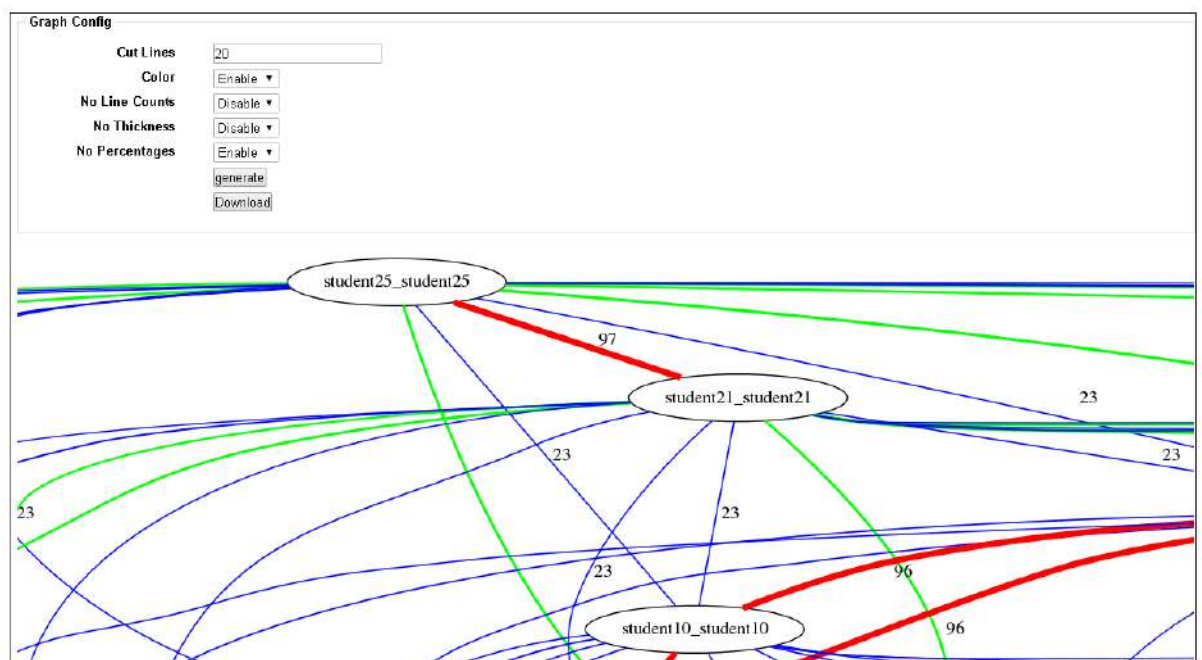 Graph Config
Cut Lines 20
Color Enable
No Line Counts Disable
No Thickness Disable
No Percentages Enable
generate
Download
student25_student25
97
student21_student21
23
23 23
23 23
23 96
student10_student10 96